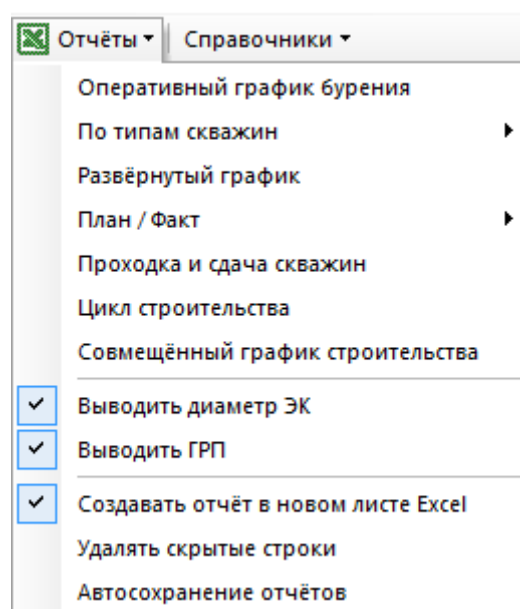 Отчёты Справочники
Оперативный график бурения
По типам скважин
Развёрнутый график
План / Факт
Проходка и сдача скважин
Цикл строительства
Совмещённый график строительства
Выводить диаметр ЭК
Выводить ГРП
Создавать отчёт в новом листе Excel
Удалять скрытые строки
Автосохранение отчётов